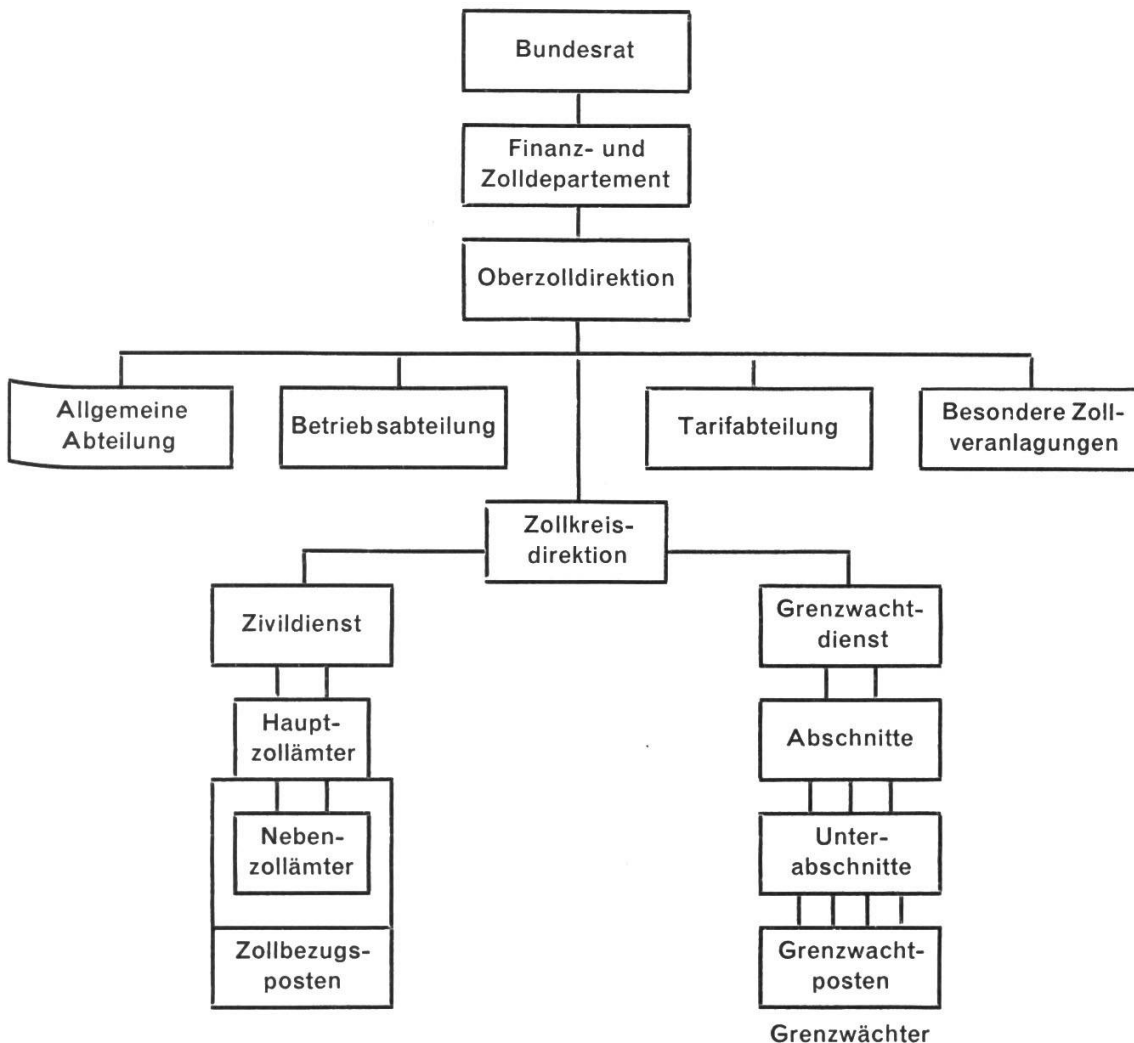 Bundesrat
Finanz- und
Zolldepartement
Oberzolldirektion
Allgemeine
Abteilung
Betriebsabteilung
Tarifabteilung
Besondere Zoll-
veranlagungen
Zollkreis-
direktion
Zivildienst
Haupt-
zollämter
Neben-
zollämter
Zollbezugs-
posten
Grenzwacht-
dienst
Abschnitte
Unter-
abschnitte
Grenzwacht-
posten
Grenzwächter